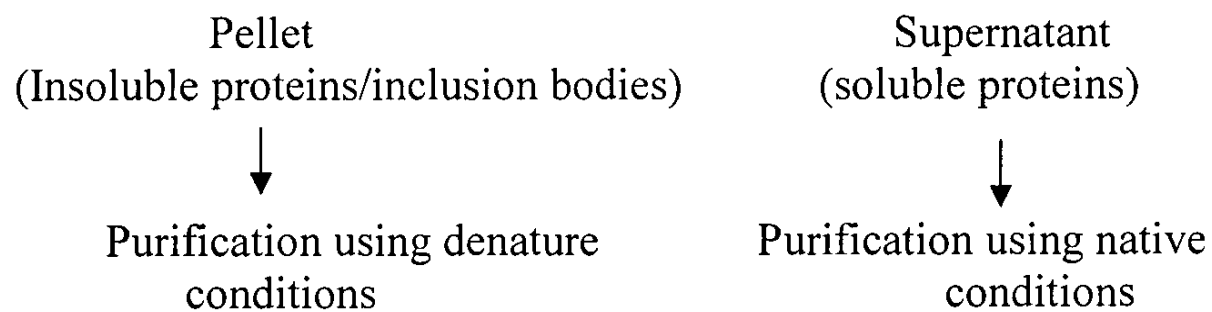 Pellet
(Insoluble proteins/inclusion bodies)
Purification using denature
conditions
Supernatant
(soluble proteins)
Purification using native
conditions